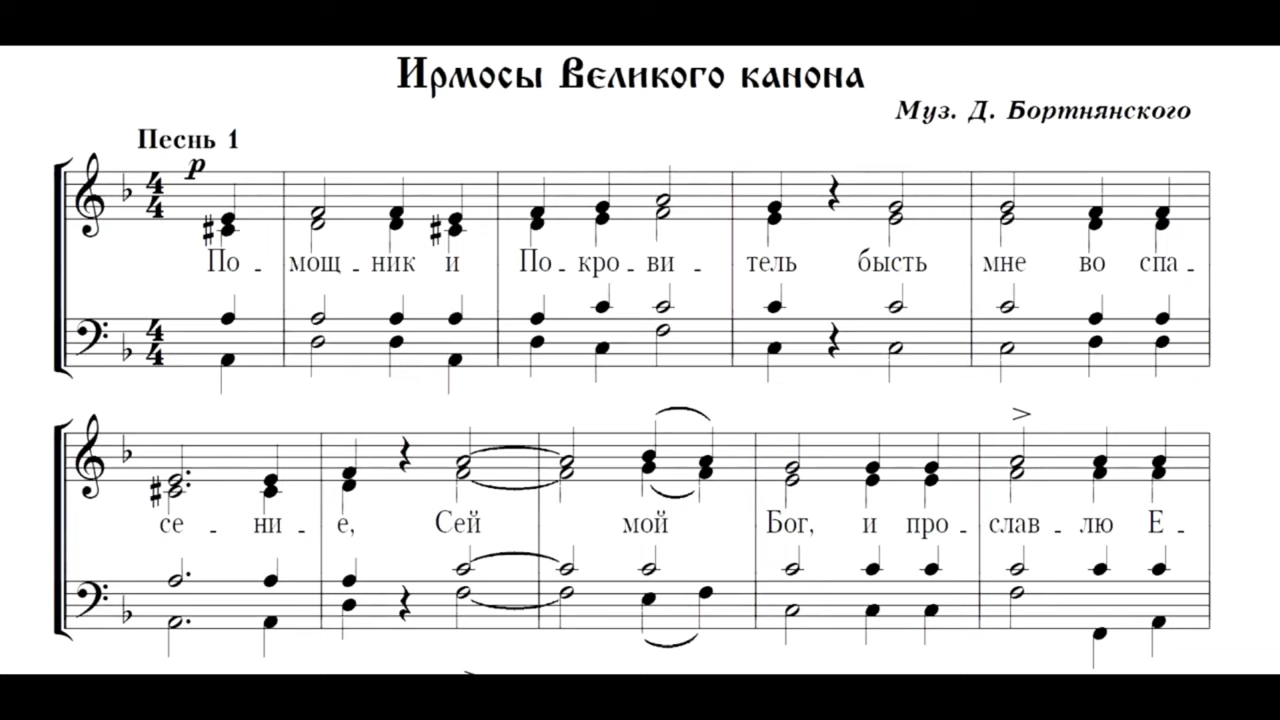 Ирмосы Великого канона
Муз. Д. Бортнянского
Песнь 1
p
По - мощ - ник и По - кро - ви - тель бысть мне во спа -
се - ни - е, Сей мой Бог, и про - слав - лю Е -